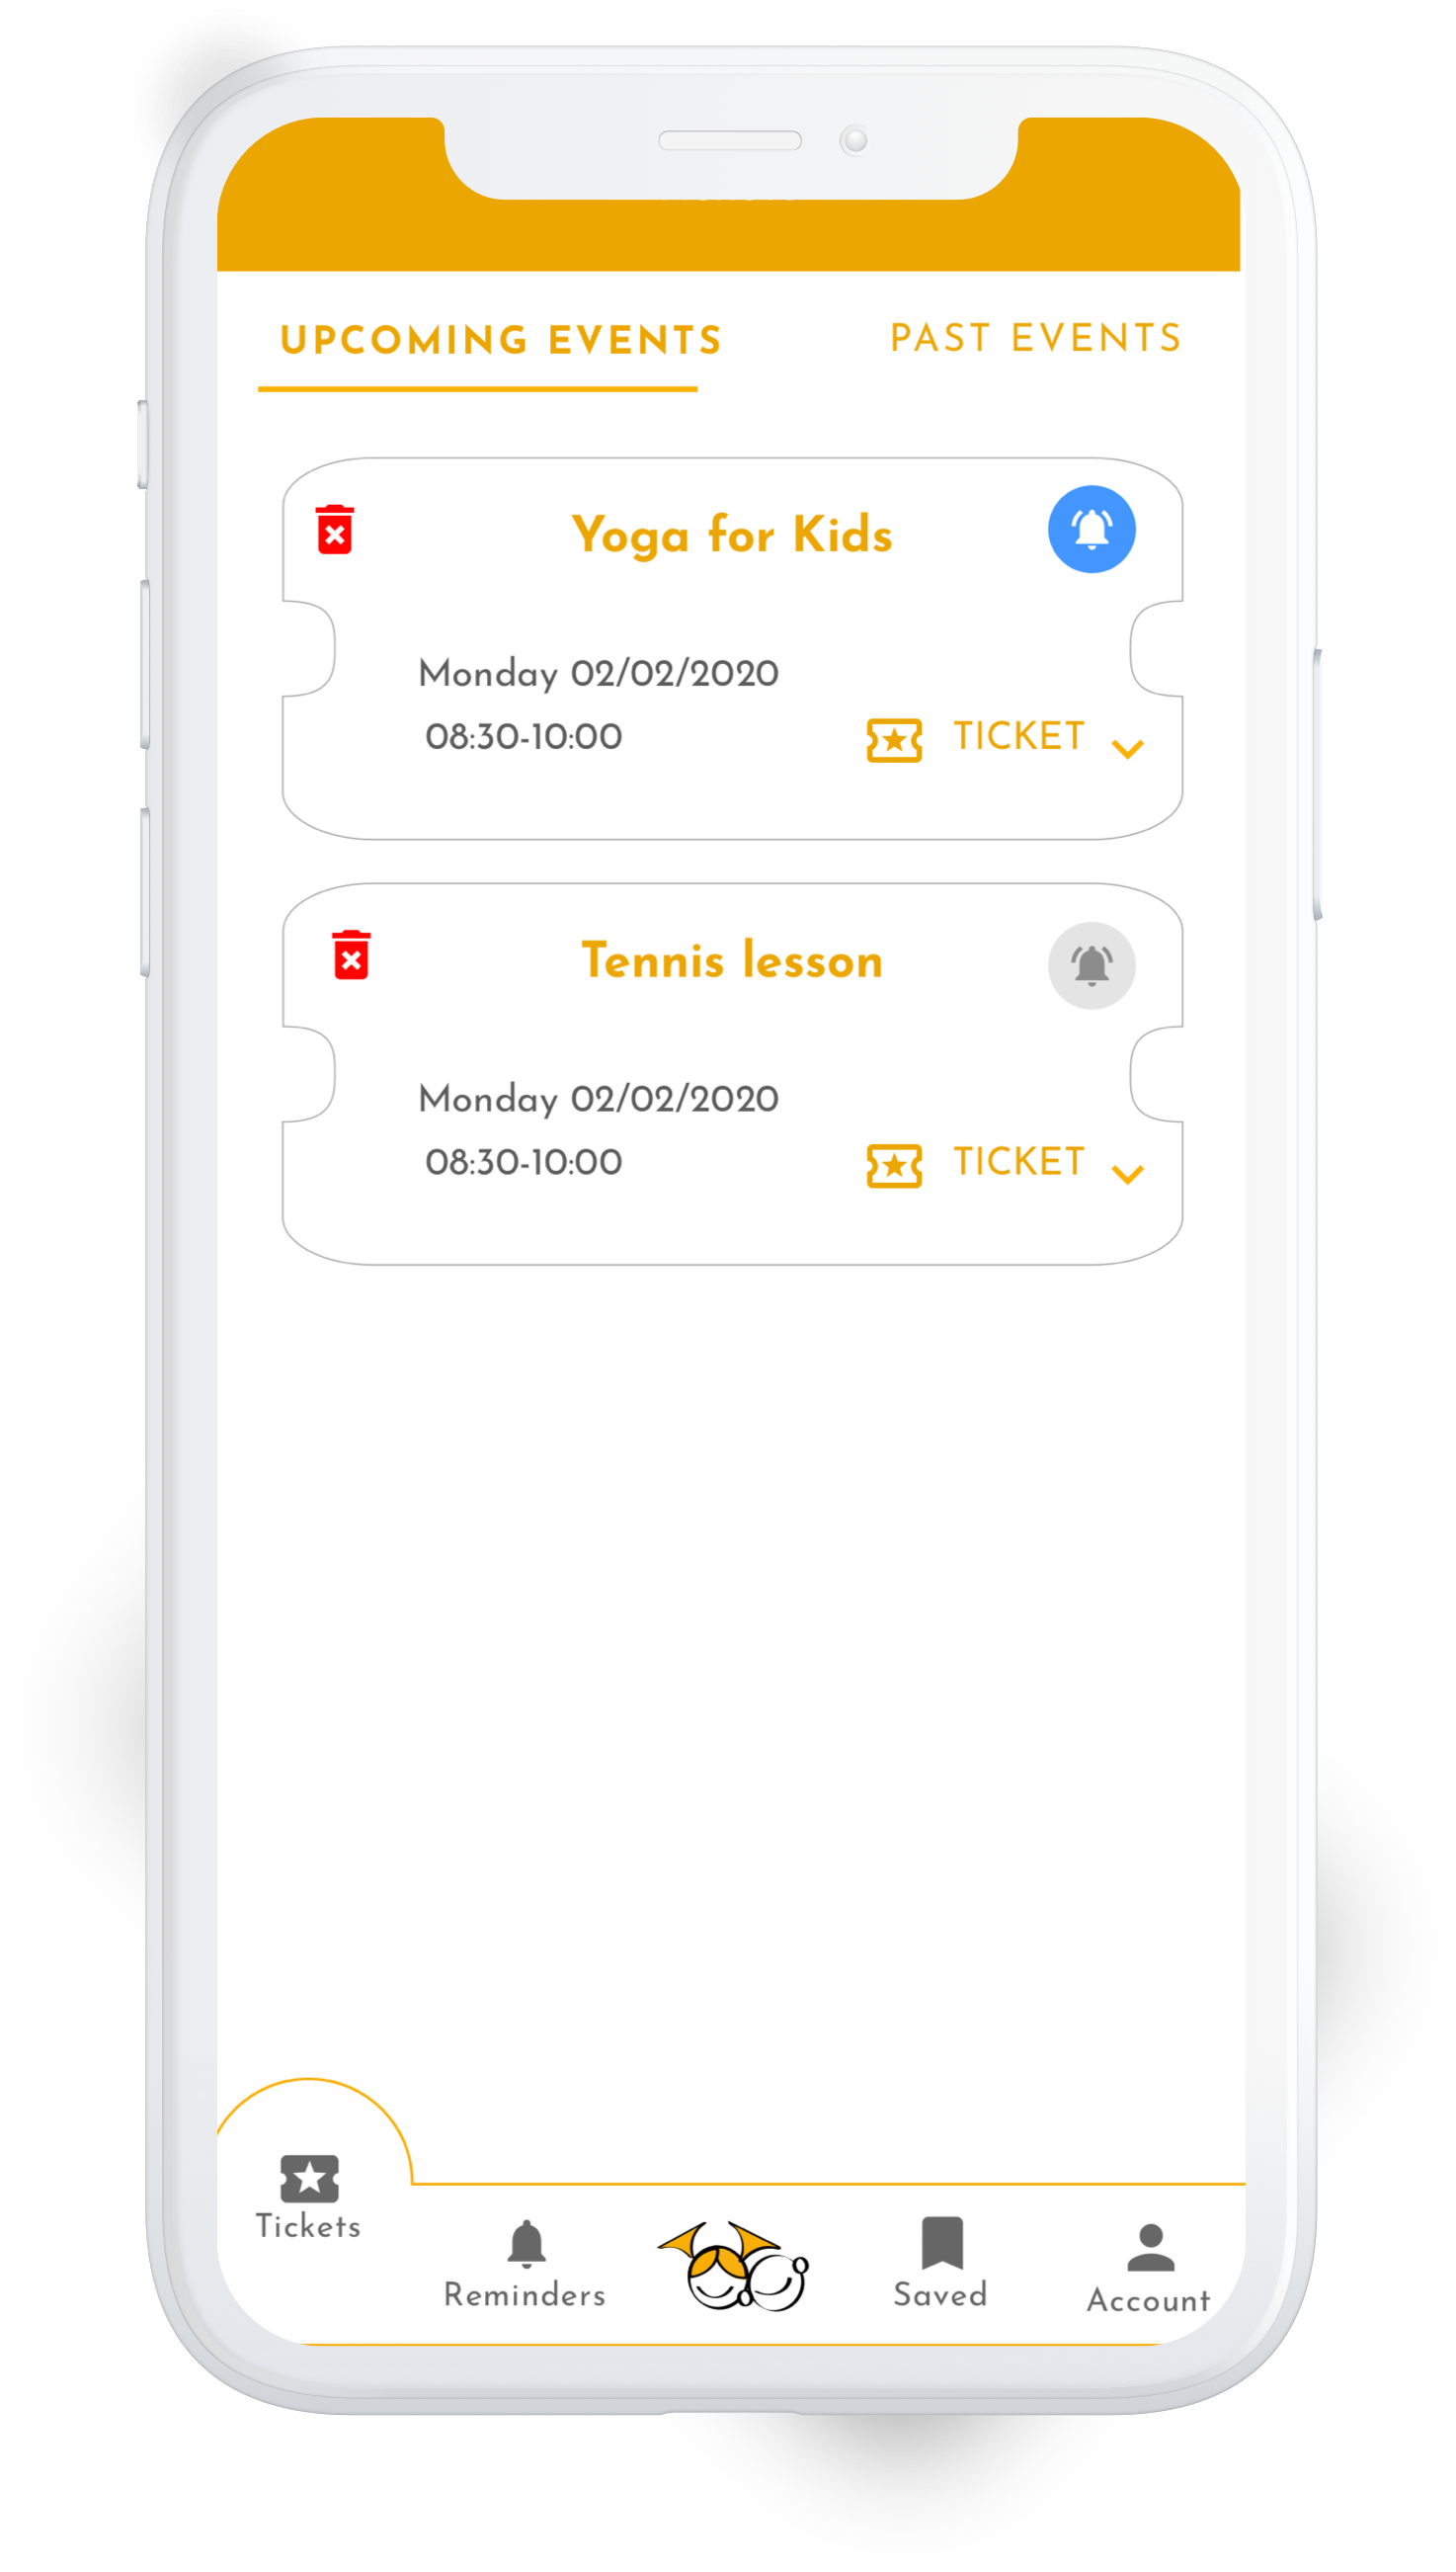 UPCOMING EVENTS
PAST EVENTS
Yoga for Kids
Monday 02/02/2020
08:30-10:00
TICKET
Tennis lesson
Monday 02/02/2020
08:30-10:00
TICKET
Tickets
Reminders
Saved
Account